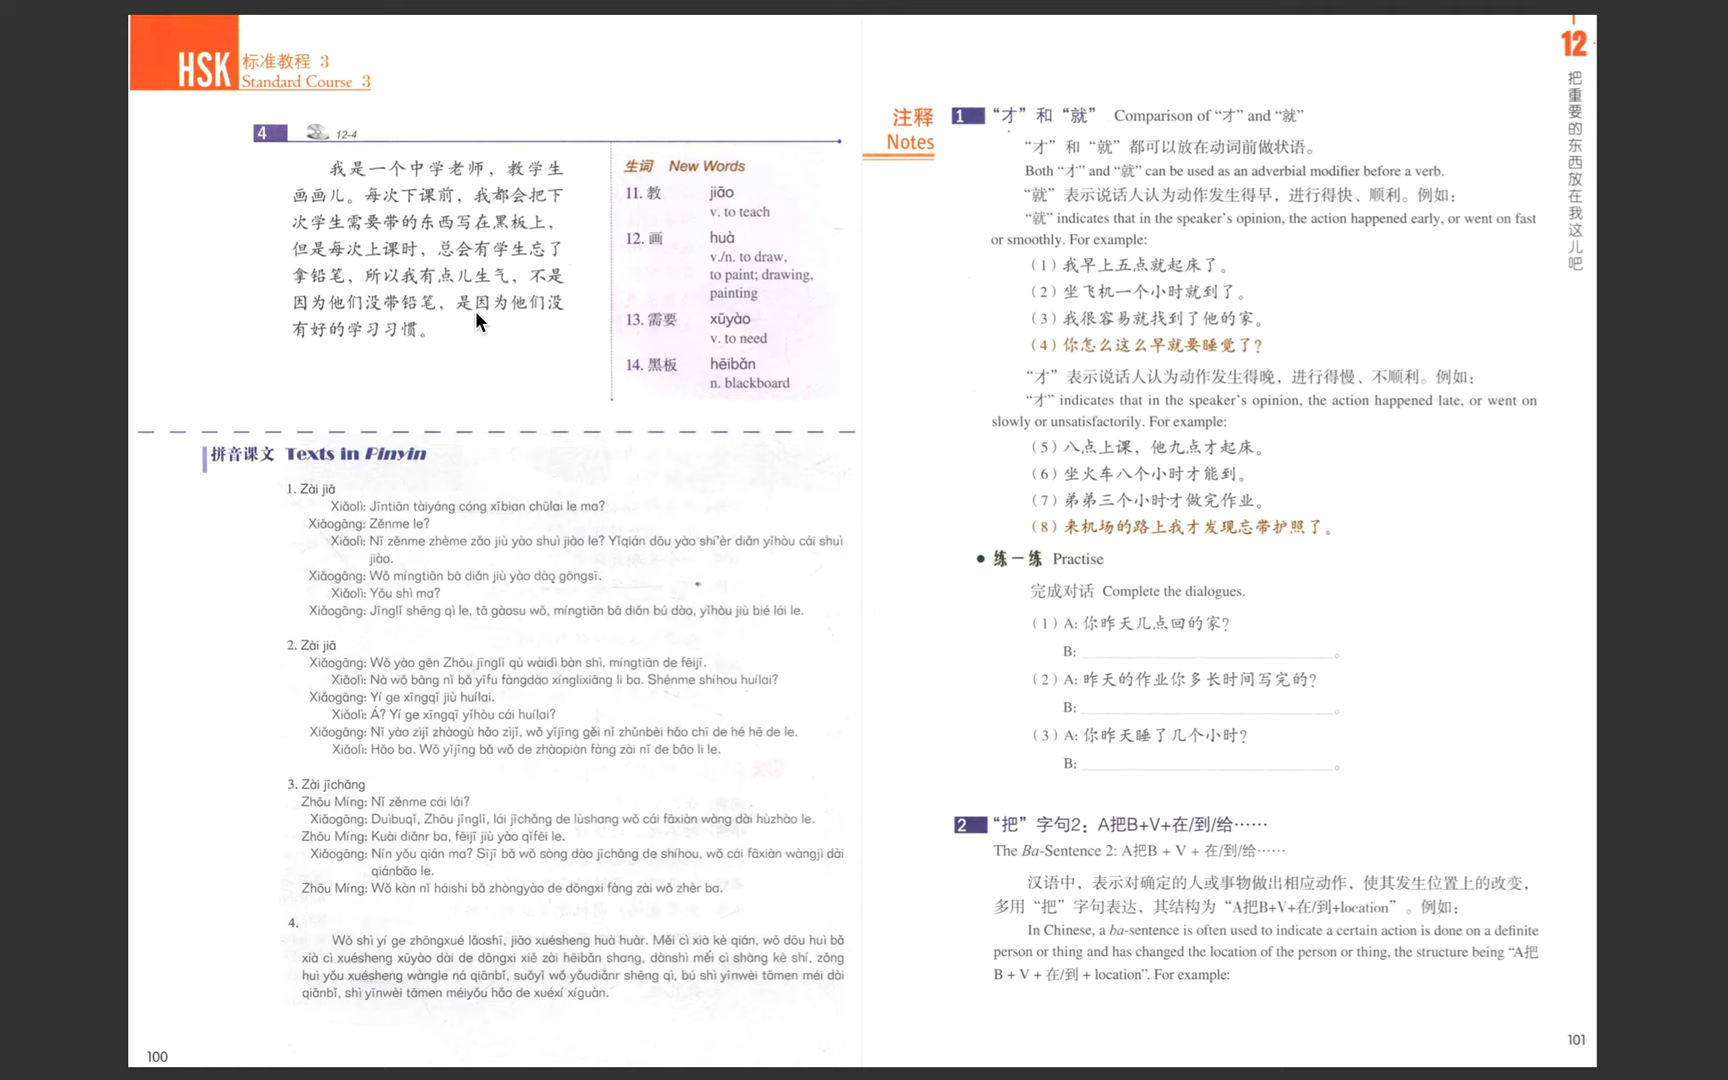 HSK 标准教程 3
Standard Course 3
4 12-4
我是一个中学老师，教学生
画画儿。每次下课前，我都会把下
次学生需要带的东西写在黑板上，
但是每次上课时，总会有学生忘了
拿铅笔，所以我有点儿生气，不是
因为他们没带铅笔，是因为他们没
有好的学习习惯。
生词 New Words
11. 教 jiāo
v. to teach
12. 画 huà
v./n. to draw,
to paint; drawing,
painting
13. 需要 xūyào
v. to need
14. 黑板 hēibǎn
n. blackboard
拼音课文 Texts in Pinyin
1. Zài jiā
Xiǎolì: Jīntiān tàiyáng cóng xībian chūlai le ma?
Xiǎogāng: Zěnme le?
Xiǎolì: Nǐ zěnme zhème zǎo jiù yào shuì jiào le? Yǐqián dōu yào shí'èr diǎn yǐhòu cái shuì
jiào.
Xiǎogāng: Wǒ míngtiān bā diǎn jiù yào dào gōngsī.
Xiǎolì: Yǒu shì ma?
Xiǎogāng: Jīnglǐ shēng qì le, tā gàosu wǒ, míngtiān bā diǎn bú dào, yǐhòu jiù bié lái le.
2. Zài jiā
Xiǎogāng: Wǒ yào gēn Zhōu jīnglǐ qù wàidì bàn shì, míngtiān de fēijī.
Xiǎolì: Nà wǒ bāng nǐ bǎ yīfu fàngdào xínglixiāng li ba. Shénme shíhou huílai?
Xiǎogāng: Yí ge xīngqī jiù huílai.
Xiǎolì: Á? Yí ge xīngqī yǐhòu cái huílai?
Xiǎogāng: Nǐ yào zìjǐ zhàogù hǎo zìjǐ, wǒ yǐjīng gěi nǐ zhǔnbèi hǎo chī de hé hē de le.
Xiǎolì: Hǎo ba. Wǒ yǐjīng bǎ wǒ de zhàopiàn fàng zài nǐ de bāo li le.
3. Zài jīchǎng
Zhōu Míng: Nǐ zěnme cái lái?
Xiǎogāng: Duìbuqǐ, Zhōu jīnglǐ, lái jīchǎng de lùshang wǒ cái fāxiàn wàng dài hùzhào le.
Zhōu Míng: Kuài diǎnr ba, fēijī jiù yào qǐfēi le.
Xiǎogāng: Nín yǒu qián ma? Sījī bǎ wǒ sòng dào jīchǎng de shíhou, wǒ cái fāxiàn wàngjì dài
qiánbāo le.
Zhōu Míng: Wǒ kàn nǐ háishi bǎ zhòngyào de dōngxi fàng zài wǒ zhèr ba.
4.
Wǒ shì yí ge zhōngxué lǎoshī, jiāo xuésheng huà huàr. Měi cì xià kè qián, wǒ dōu huì bǎ
xià cì xuésheng xūyào dài de dōngxi xiě zài hēibǎn shang, dànshì měi cì shàng kè shí, zǒng
huì yǒu xuésheng wàngle ná qiānbǐ, suǒyǐ wǒ yǒudiǎnr shēng qì, bú shì yīnwèi tāmen méi dài
qiānbǐ, shì yīnwèi tāmen méiyǒu hǎo de xuéxí xíguàn.
100
12
把重要的东西放在我这儿吧
注释
Notes
1 “才”和“就” Comparison of “才” and “就”
“才”和“就”都可以放在动词前做状语。
Both “才” and “就” can be used as an adverbial modifier before a verb.
“就”表示说话人认为动作发生得早，进行得快、顺利。例如：
“就” indicates that in the speaker's opinion, the action happened early, or went on fast
or smoothly. For example:
（1）我早上五点就起床了。
（2）坐飞机一个小时就到了。
（3）我很容易就找到了他的家。
（4）你怎么这么早就要睡觉了？
“才”表示说话人认为动作发生得晚，进行得慢、不顺利。例如：
“才” indicates that in the speaker's opinion, the action happened late, or went on
slowly or unsatisfactorily. For example:
（5）八点上课，他九点才起床。
（6）坐火车八个小时才能到。
（7）弟弟三个小时才做完作业。
（8）来机场的路上我才发现忘带护照了。
● 练一练 Practise
完成对话 Complete the dialogues.
（1）A: 你昨天几点回的家？
B: ______。
（2）A: 昨天的作业你多长时间写完的？
B: ______。
（3）A: 你昨天睡了几个小时？
B: ______。
2 “把”字句2：A把B+V+在/到/给……
The Ba-Sentence 2: A把B + V + 在/到/给……
汉语中，表示对确定的人或事物做出相应动作，使其发生位置上的改变，
多用“把”字句表达，其结构为“A把B+V+在/到+location”。例如：
In Chinese, a ba-sentence is often used to indicate a certain action is done on a definite
person or thing and has changed the location of the person or thing, the structure being “A把
B + V + 在/到 + location”. For example:
101